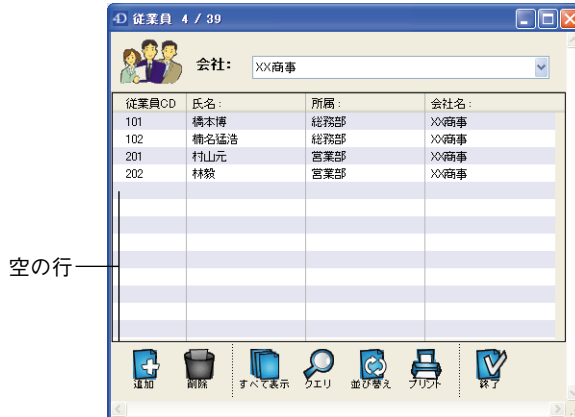 従業員 4 / 39
会社: XX商事
従業員CD 氏名: 所属: 会社名:
101 橋本博 総務部 XX商事
102 楠名猛浩 総務部 XX商事
201 村山元 営業部 XX商事
202 林毅 営業部 XX商事
空の行
追加 削除 すべて表示 クエリ 並び替え プリント 終了